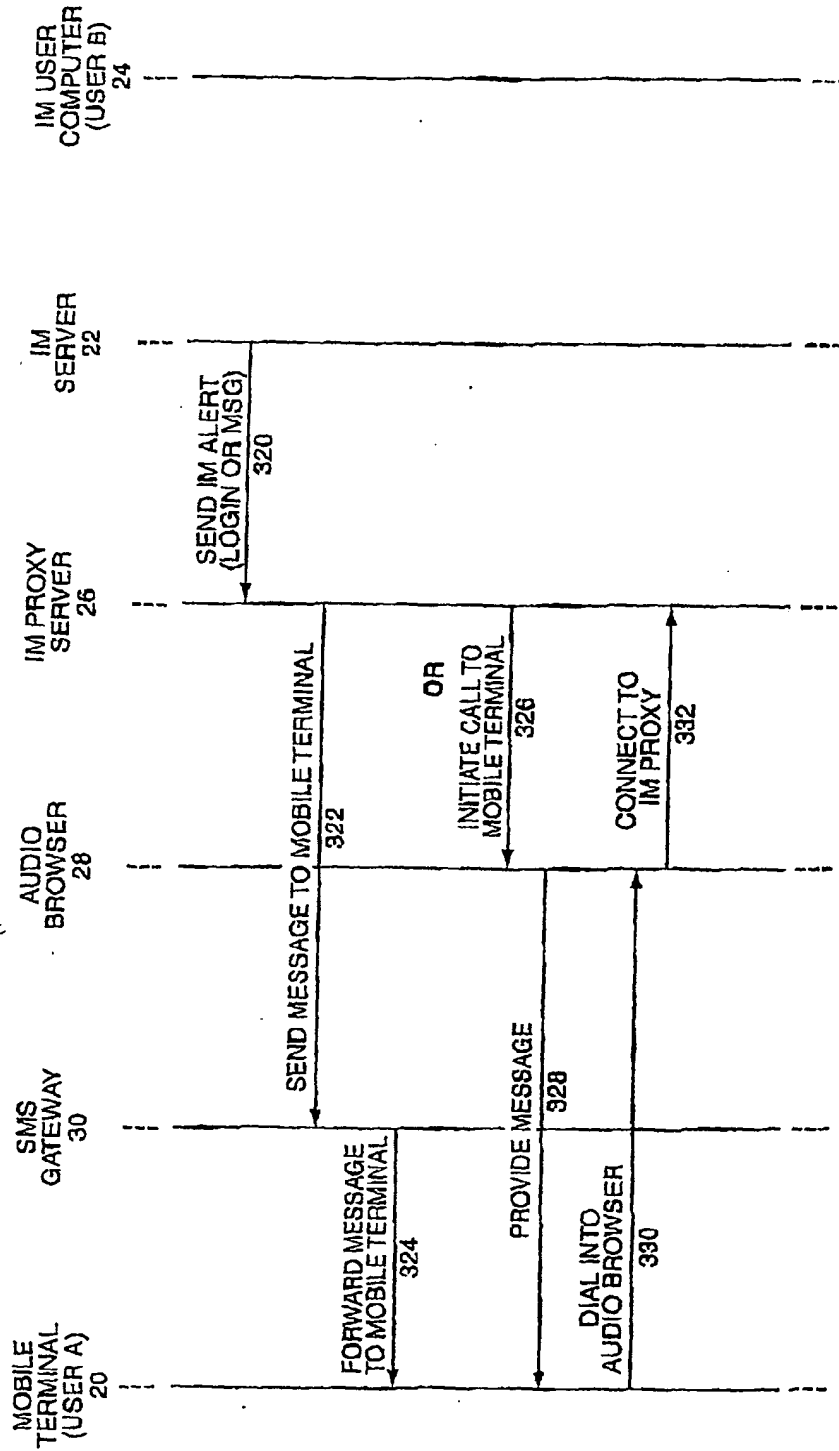 MOBILE
TERMINAL
(USER A)
20
SMS
GATEWAY
30
AUDIO
BROWSER
28
IM PROXY
SERVER
26
IM
SERVER
22
IM USER
COMPUTER
(USER B)
24
SEND IM ALERT
(LOGIN OR MSG)
320
SEND MESSAGE TO MOBILE TERMINAL
322
FORWARD MESSAGE
TO MOBILE TERMINAL
324
OR
INITIATE CALL TO
MOBILE TERMINAL
326
PROVIDE MESSAGE
328
DIAL INTO
AUDIO BROWSER
330
CONNECT TO
IM PROXY
332